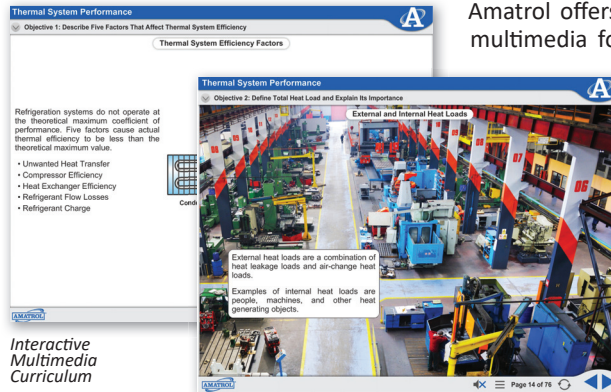 Amatrol offers
multimedia fo
Thermal System Performance
Objective 1: Describe Five Factors That Affect Thermal System Efficiency
Thermal System Efficiency Factors
Refrigeration systems do not operate at
the theoretical maximum coefficient of
performance. Five factors cause actual
thermal efficiency to be less than the
theoretical maximum value.
• Unwanted Heat Transfer
• Compressor Efficiency
• Heat Exchanger Efficiency
• Refrigerant Flow Losses
• Refrigerant Charge
Cond
AMATROL
Thermal System Performance
Objective 2: Define Total Heat Load and Explain Its Importance
External and Internal Heat Loads
05
D8
D7
D6
External heat loads are a combination of
heat leakage loads and air-change heat
loads.
Examples of internal heat loads are
people, machines, and other heat
generating objects.
AMATROL
Page 14 of 76
Interactive
Multimedia
Curriculum